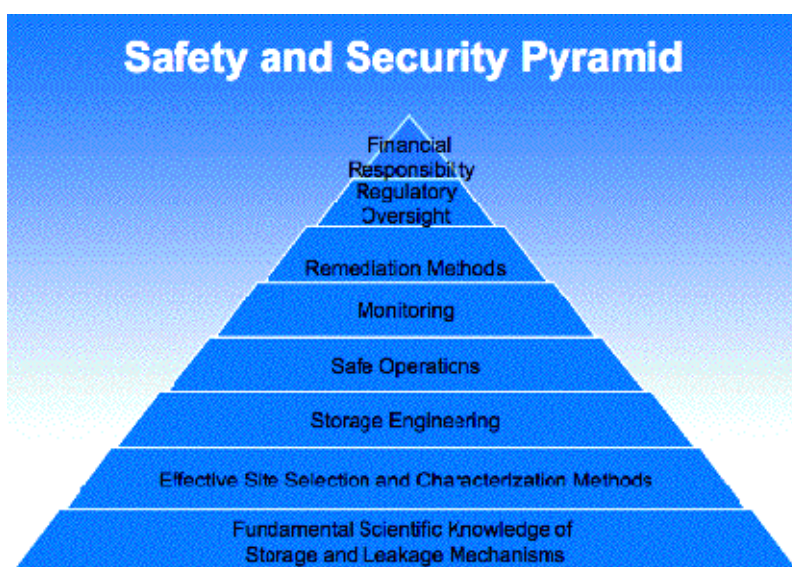 Safety and Security Pyramid
Financial
Responsibility
Regulatory
Oversight
Remediation Methods
Monitoring
Safe Operations
Storage Engineering
Effective Site Selection and Characterization Methods
Fundamental Scientific Knowledge of
Storage and Leakage Mechanisms